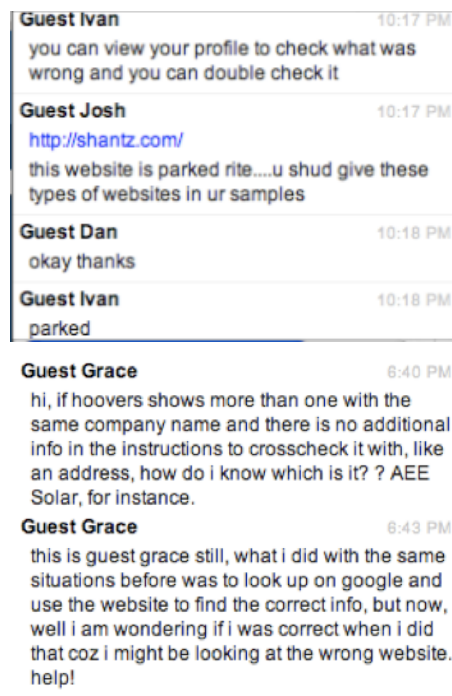 Guest Ivan 10:17 PM
you can view your profile to check what was
wrong and you can double check it
Guest Josh 10:17 PM
http://shantz.com/
this website is parked rite....u shud give these
types of websites in ur samples
Guest Dan 10:18 PM
okay thanks
Guest Ivan 10:18 PM
parked
Guest Grace 6:40 PM
hi, if hoovers shows more than one with the
same company name and there is no additional
info in the instructions to crosscheck it with, like
an address, how do i know which is it? ? AEE
Solar, for instance.
Guest Grace 6:43 PM
this is guest grace still, what i did with the same
situations before was to look up on google and
use the website to find the correct info, but now,
well i am wondering if i was correct when i did
that coz i might be looking at the wrong website.
help!